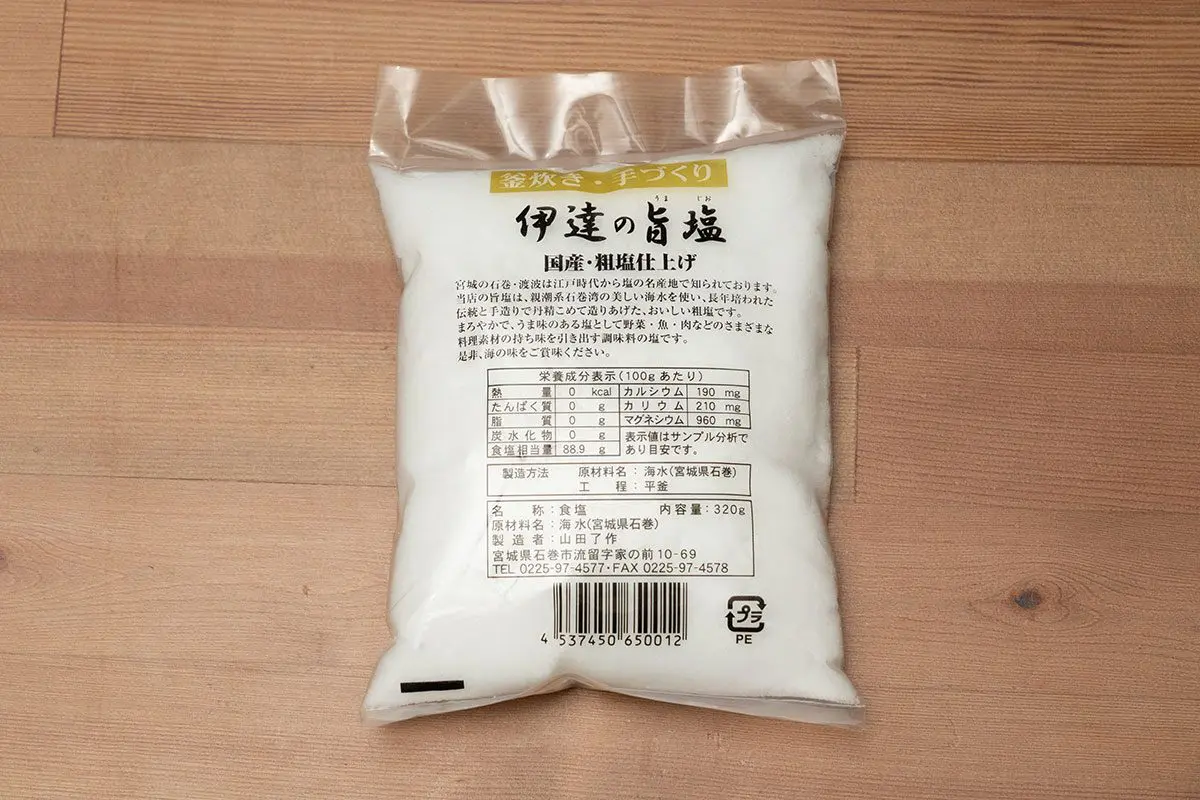 釜炊き・手づくり
うま じお
伊達の旨塩
国産・粗塩仕上げ
宮城の石巻・渡波は江戸時代から塩の名産地で知られております。
当店の旨塩は、親潮系石巻湾の美しい海水を使い、長年培われた
伝統と手造りで丹精こめて造りあげた、おいしい粗塩です。
まろやかで、うま味のある塩として野菜・魚・肉などのさまざまな
料理素材の持ち味を引き出す調味料の塩です。
是非、海の味をご賞味ください。
栄養成分表示(100gあたり)
熱量 0 kcal カルシウム 190 mg
たんぱく質 0 g カリウム 210 mg
脂質 0 g マグネシウム 960 mg
炭水化物 0 g 表示値はサンプル分析で
食塩相当量 88.9 g あり目安です。
製造方法 原材料名:海水(宮城県石巻)
工程:平釜
名称:食塩 内容量:320g
原材料名:海水(宮城県石巻)
製造者:山田了作
宮城県石巻市流留字家の前10-69
TEL 0225-97-4577・FAX 0225-97-4578
4 537450 650012
プラ
PE